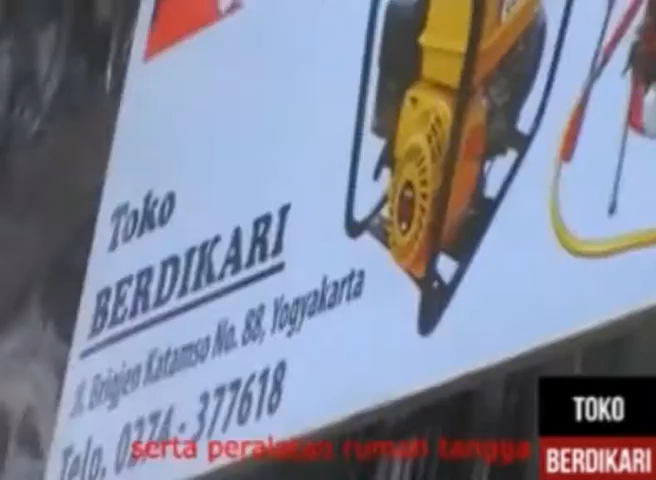 Toko
BERDIKARI
Jl. Brigjen Katamso No. 88, Yogyakarta
Telp. 0274 - 377618
serta peralatan rumah tangga
TOKO
BERDIKARI